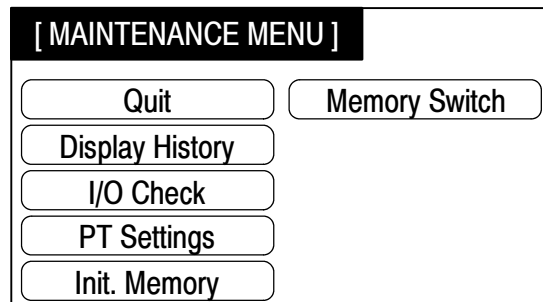 [ MAINTENANCE MENU ]
Quit
Memory Switch
Display History
I/O Check
PT Settings
Init. Memory